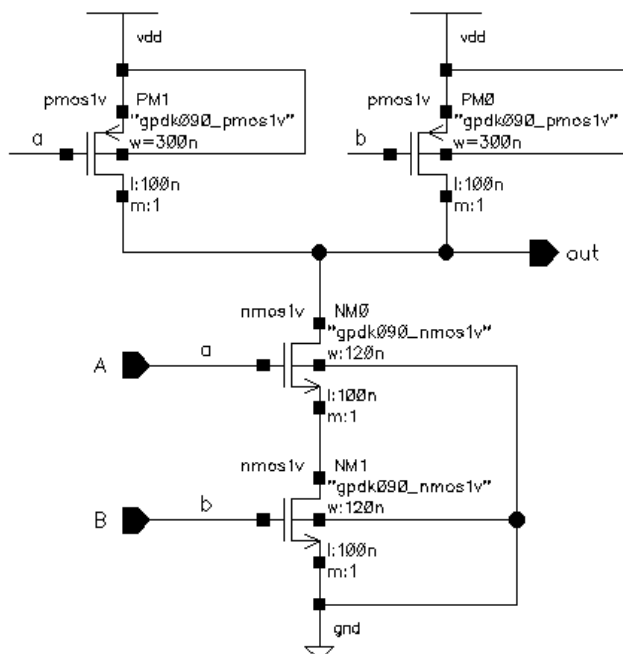 vdd
vdd
pmos1v PM1
"gpdk090_pmos1v"
w=300n
l:100n
m:1
a
pmos1v PM0
"gpdk090_pmos1v"
w=300n
l:100n
m:1
b
out
nmos1v NM0
"gpdk090_nmos1v"
w:120n
l:100n
m:1
A a
nmos1v NM1
"gpdk090_nmos1v"
w:120n
l:100n
m:1
B b
gnd